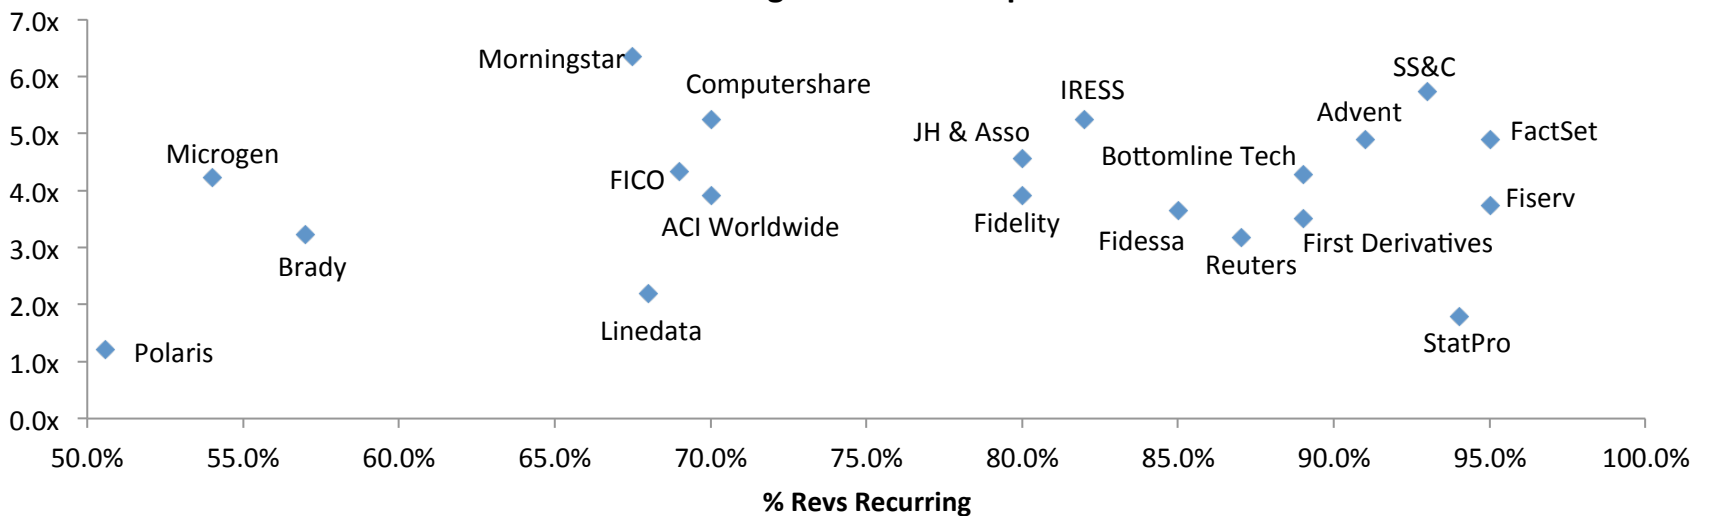 7.0x
Morningstar
6.0x
SS&C
Computershare
IRESS
Advent
5.0x
JH & Asso
FactSet
Microgen
Bottomline Tech
4.0x
FICO
Fiserv
ACI Worldwide
Fidelity
3.0x
Fidessa
First Derivatives
Brady
Reuters
2.0x
Linedata
StatPro
1.0x
Polaris
0.0x
50.0% 55.0% 60.0% 65.0% 70.0% 75.0% 80.0% 85.0% 90.0% 95.0% 100.0%
% Revs Recurring